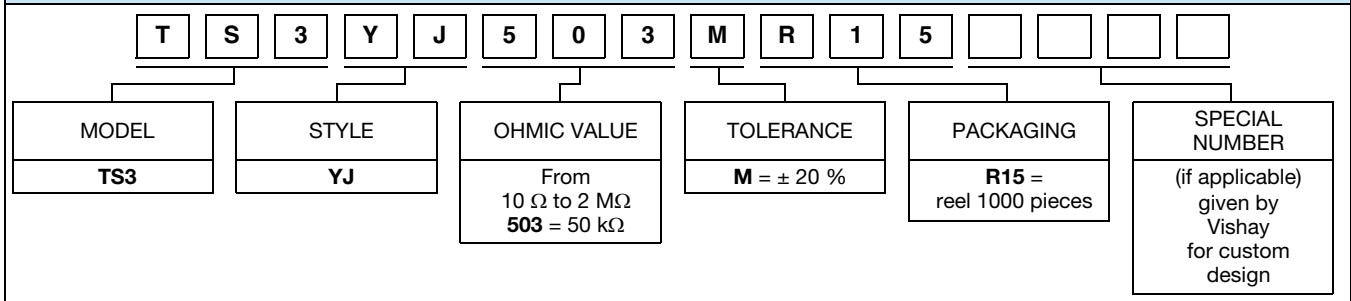 T S 3 Y J 5 0 3 M R 1 5
MODEL
TS3
STYLE
YJ
OHMIC VALUE
From
10 Ω to 2 MΩ
503 = 50 kΩ
TOLERANCE
M = ± 20 %
PACKAGING
R15 =
reel 1000 pieces
SPECIAL
NUMBER
(if applicable)
given by
Vishay
for custom
design